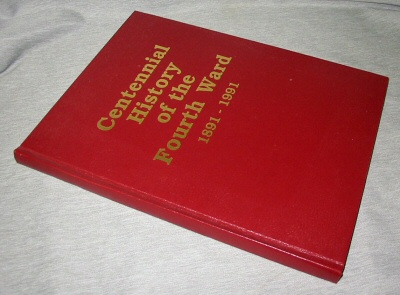 Centennial
History
of the
Fourth Ward
1891 - 1991